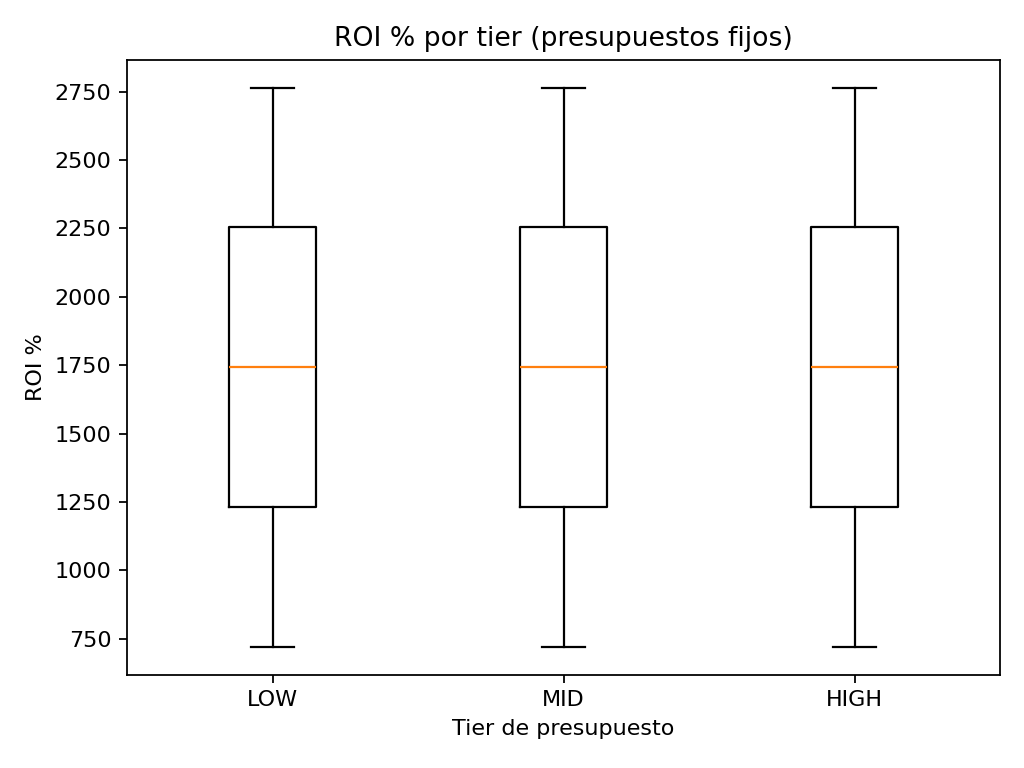 ROI % por tier (presupuestos fijos)
ROI %
2750
2500
2250
2000
1750
1500
1250
1000
750
LOW MID HIGH
Tier de presupuesto